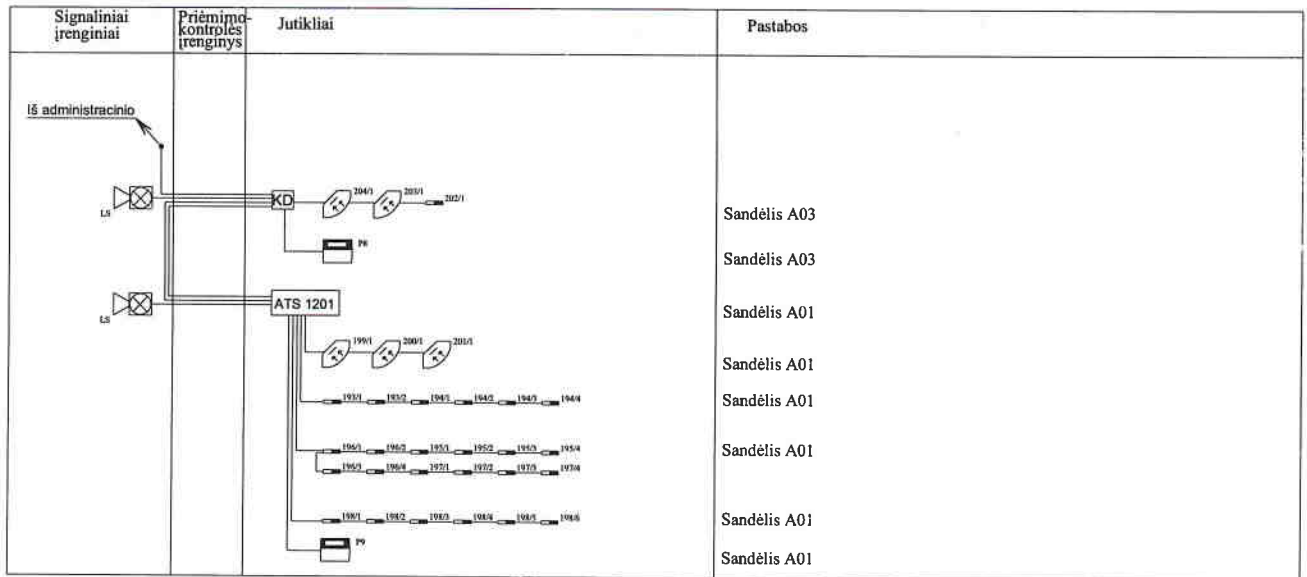 Signaliniai
įrenginiai
Priėmimo-
kontrolės
įrenginys
Jutikliai
Pastabos
Iš administracinio
LS
KD
204/1
203/1
202/1
Sandėlis A03
P8
Sandėlis A03
LS
ATS 1201
Sandėlis A01
199/1
200/1
201/1
Sandėlis A01
193/1 193/2 194/1 194/2 194/3 194/4
Sandėlis A01
196/1 196/2 195/1 195/2 195/3 195/4
Sandėlis A01
196/3 196/4 197/1 197/2 197/3 197/4
198/1 198/2 198/3 198/4 198/5 198/6
Sandėlis A01
P9
Sandėlis A01